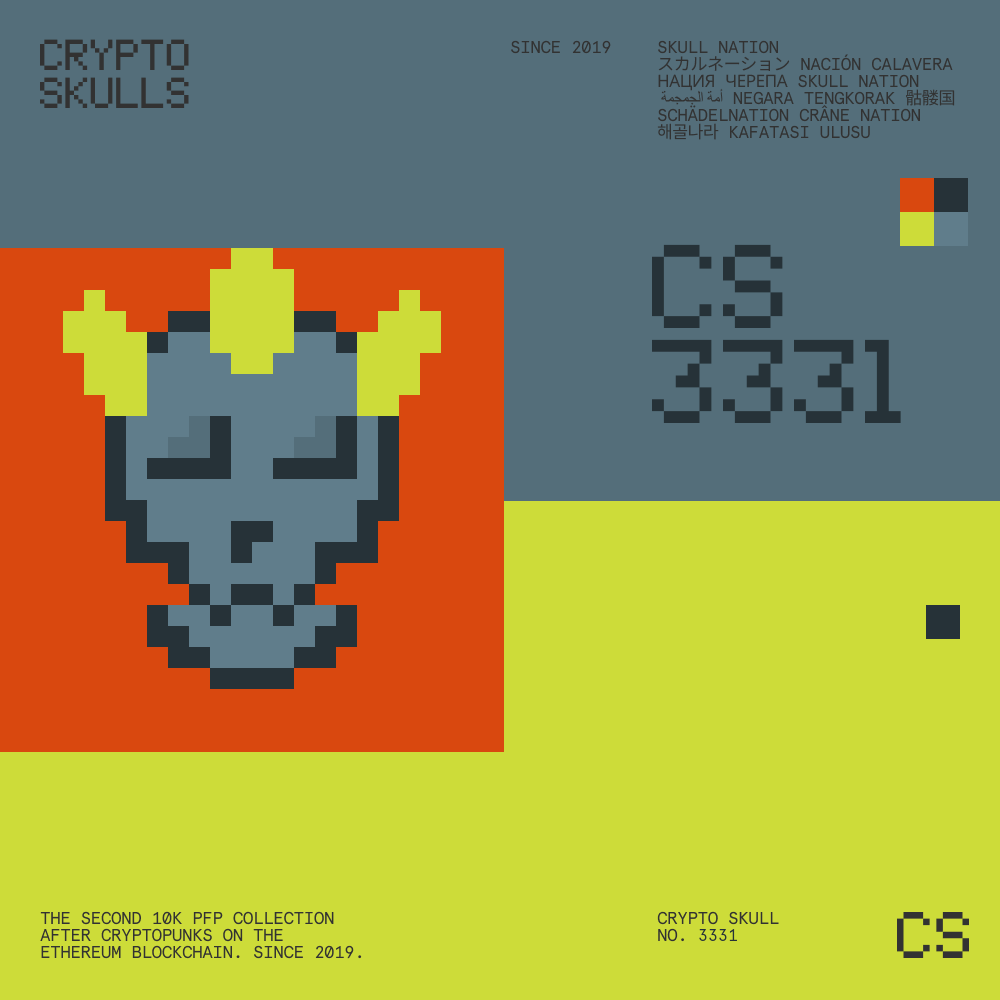 CRYPTO
SKULLS
SINCE 2019
SKULL NATION
スカルネーション NACIÓN CALAVERA
НАЦИЯ ЧЕРЕПА SKULL NATION
أمة الجمجمة NEGARA TENGKORAK 骷髅国
SCHÄDELNATION CRÂNE NATION
해골나라 KAFATASI ULUSU
CS
3331
THE SECOND 10K PFP COLLECTION
AFTER CRYPTOPUNKS ON THE
ETHEREUM BLOCKCHAIN. SINCE 2019.
CRYPTO SKULL
NO. 3331
CS